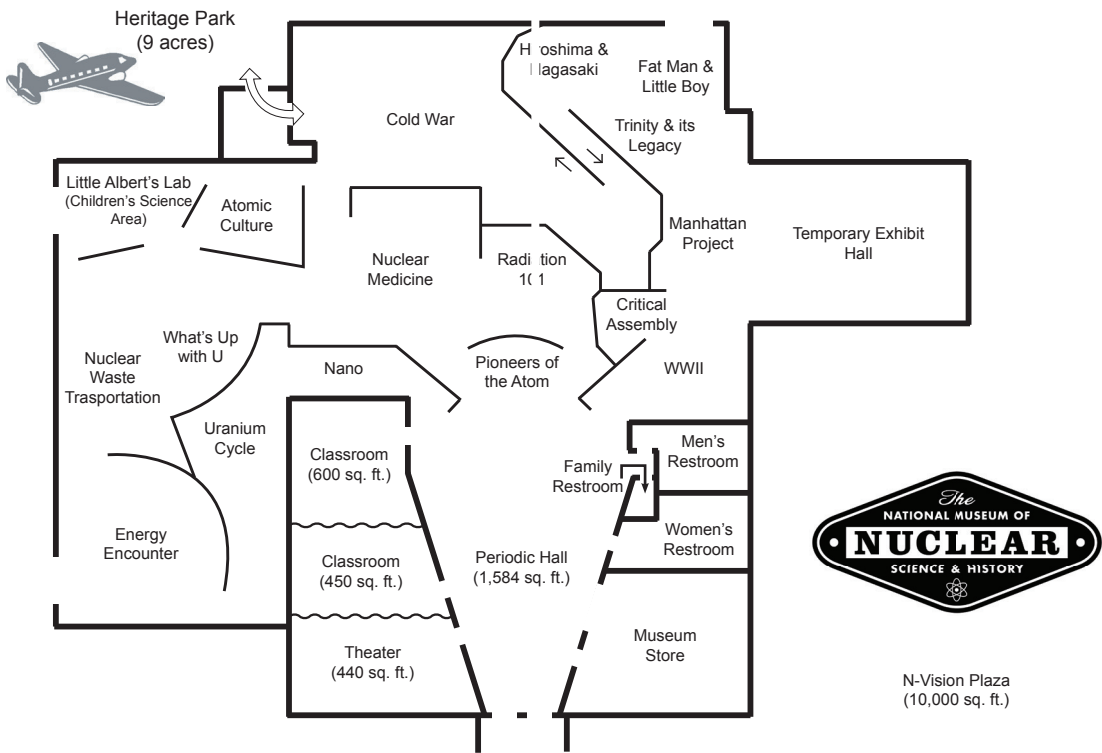 Heritage Park
(9 acres)
Hiroshima &
Nagasaki
Fat Man &
Little Boy
Cold War
Trinity & its
Legacy
Little Albert's Lab
(Children's Science
Area)
Atomic
Culture
Manhattan
Project
Temporary Exhibit
Hall
Nuclear
Medicine
Radiation
101
Critical
Assembly
What's Up
with U
Nuclear
Waste
Trasportation
Nano
Pioneers of
the Atom
WWII
Uranium
Cycle
Classroom
(600 sq. ft.)
Family
Restroom
Men's
Restroom
Energy
Encounter
Classroom
(450 sq. ft.)
Periodic Hall
(1,584 sq. ft.)
Women's
Restroom
The
NATIONAL MUSEUM OF
NUCLEAR
SCIENCE & HISTORY
Theater
(440 sq. ft.)
Museum
Store
N-Vision Plaza
(10,000 sq. ft.)